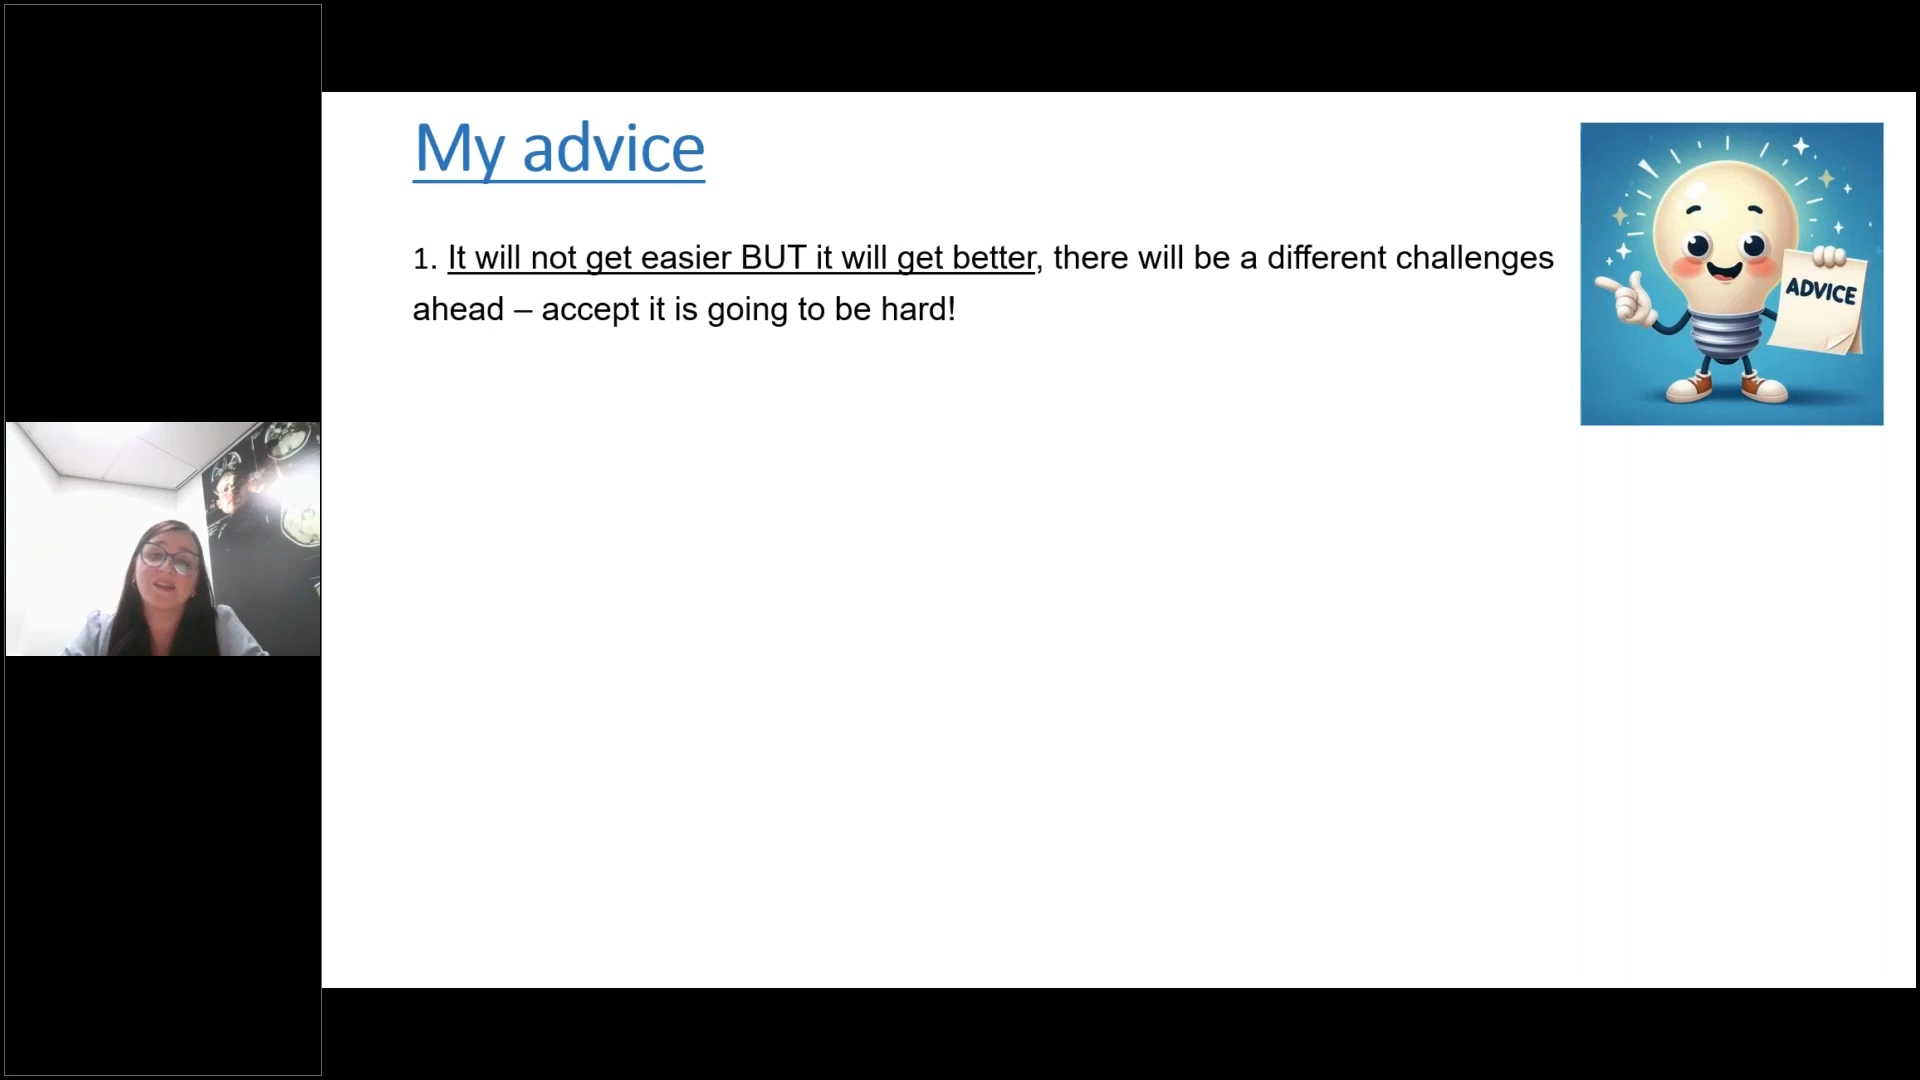 My advice
1. It will not get easier BUT it will get better, there will be a different challenges
ahead – accept it is going to be hard!
ADVICE